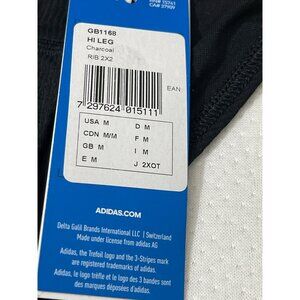 GB1168
HI LEG
Charcoal
RIB 2X2
EAN
7 297624 015111
USA M
D M
CDN M/M
F M
GB M
I M
E M
J 2XOT
ADIDAS.COM
Delta Galil Brands International LLC | Switzerland
Made under license from adidas AG
adidas, the Trefoil logo and the 3-Stripes mark
are registered trademarks of adidas.
adidas, le logo trèfle et le logo des 3 bandes sont
des marques déposées d'adidas.